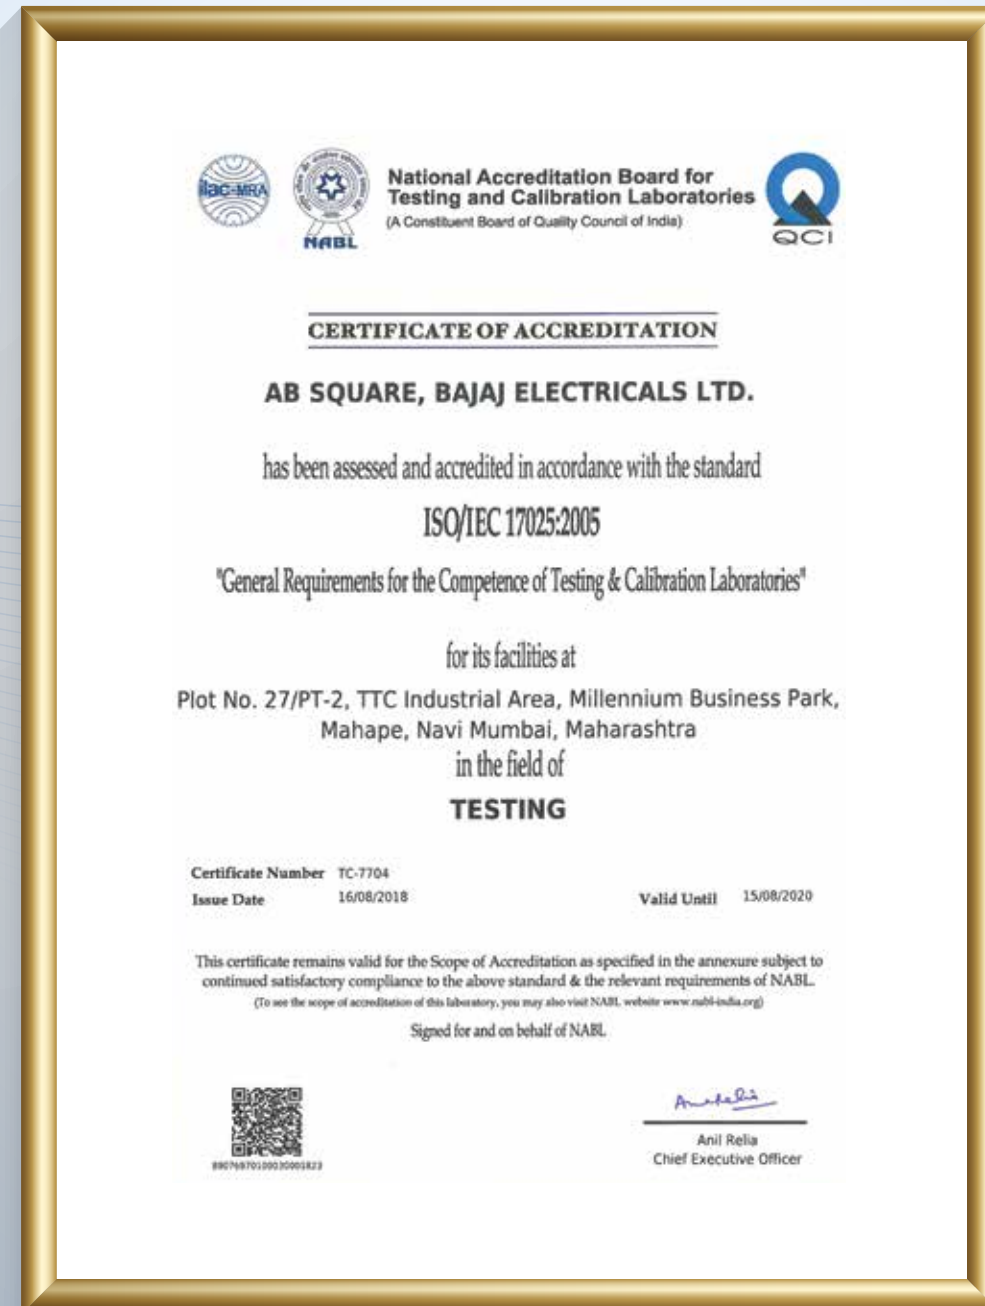 ilac-MRA
NABL
National Accreditation Board for
Testing and Calibration Laboratories
(A Constituent Board of Quality Council of India)
QCI
CERTIFICATE OF ACCREDITATION
AB SQUARE, BAJAJ ELECTRICALS LTD.
has been assessed and accredited in accordance with the standard
ISO/IEC 17025:2005
"General Requirements for the Competence of Testing & Calibration Laboratories"
for its facilities at
Plot No. 27/PT-2, TTC Industrial Area, Millennium Business Park,
Mahape, Navi Mumbai, Maharashtra
in the field of
TESTING
Certificate Number TC-7704
Issue Date 16/08/2018 Valid Until 15/08/2020
This certificate remains valid for the Scope of Accreditation as specified in the annexure subject to
continued satisfactory compliance to the above standard & the relevant requirements of NABL.
(To see the scope of accreditation of this laboratory, you may also visit NABL website www.nabl-india.org)
Signed for and on behalf of NABL
Anil Relia
Chief Executive Officer